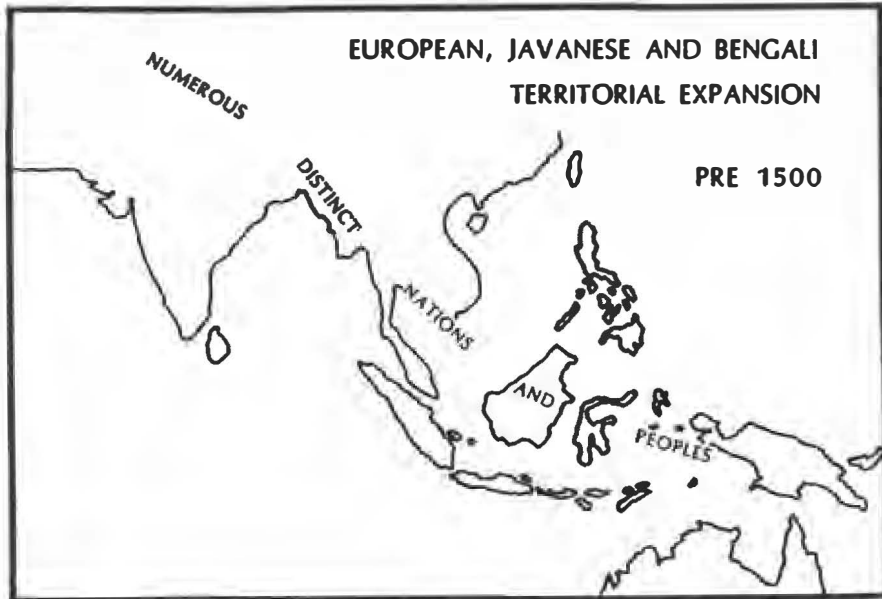 EUROPEAN, JAVANESE AND BENGALI
TERRITORIAL EXPANSION
PRE 1500
NUMEROUS
DISTINCT
NATIONS
AND
PEOPLES